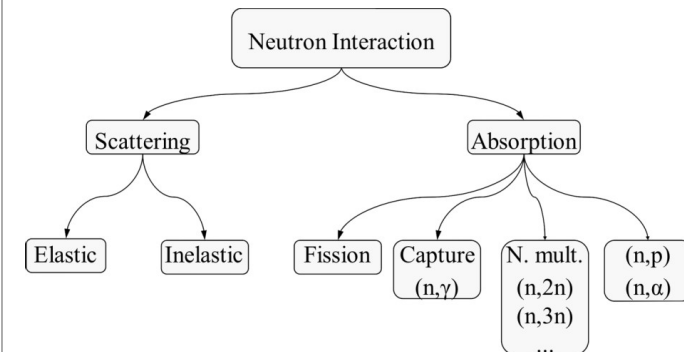 Neutron Interaction
Scattering
Absorption
Elastic
Inelastic
Fission
Capture
(n,γ)
N. mult.
(n,2n)
(n,3n)
...
(n,p)
(n,α)